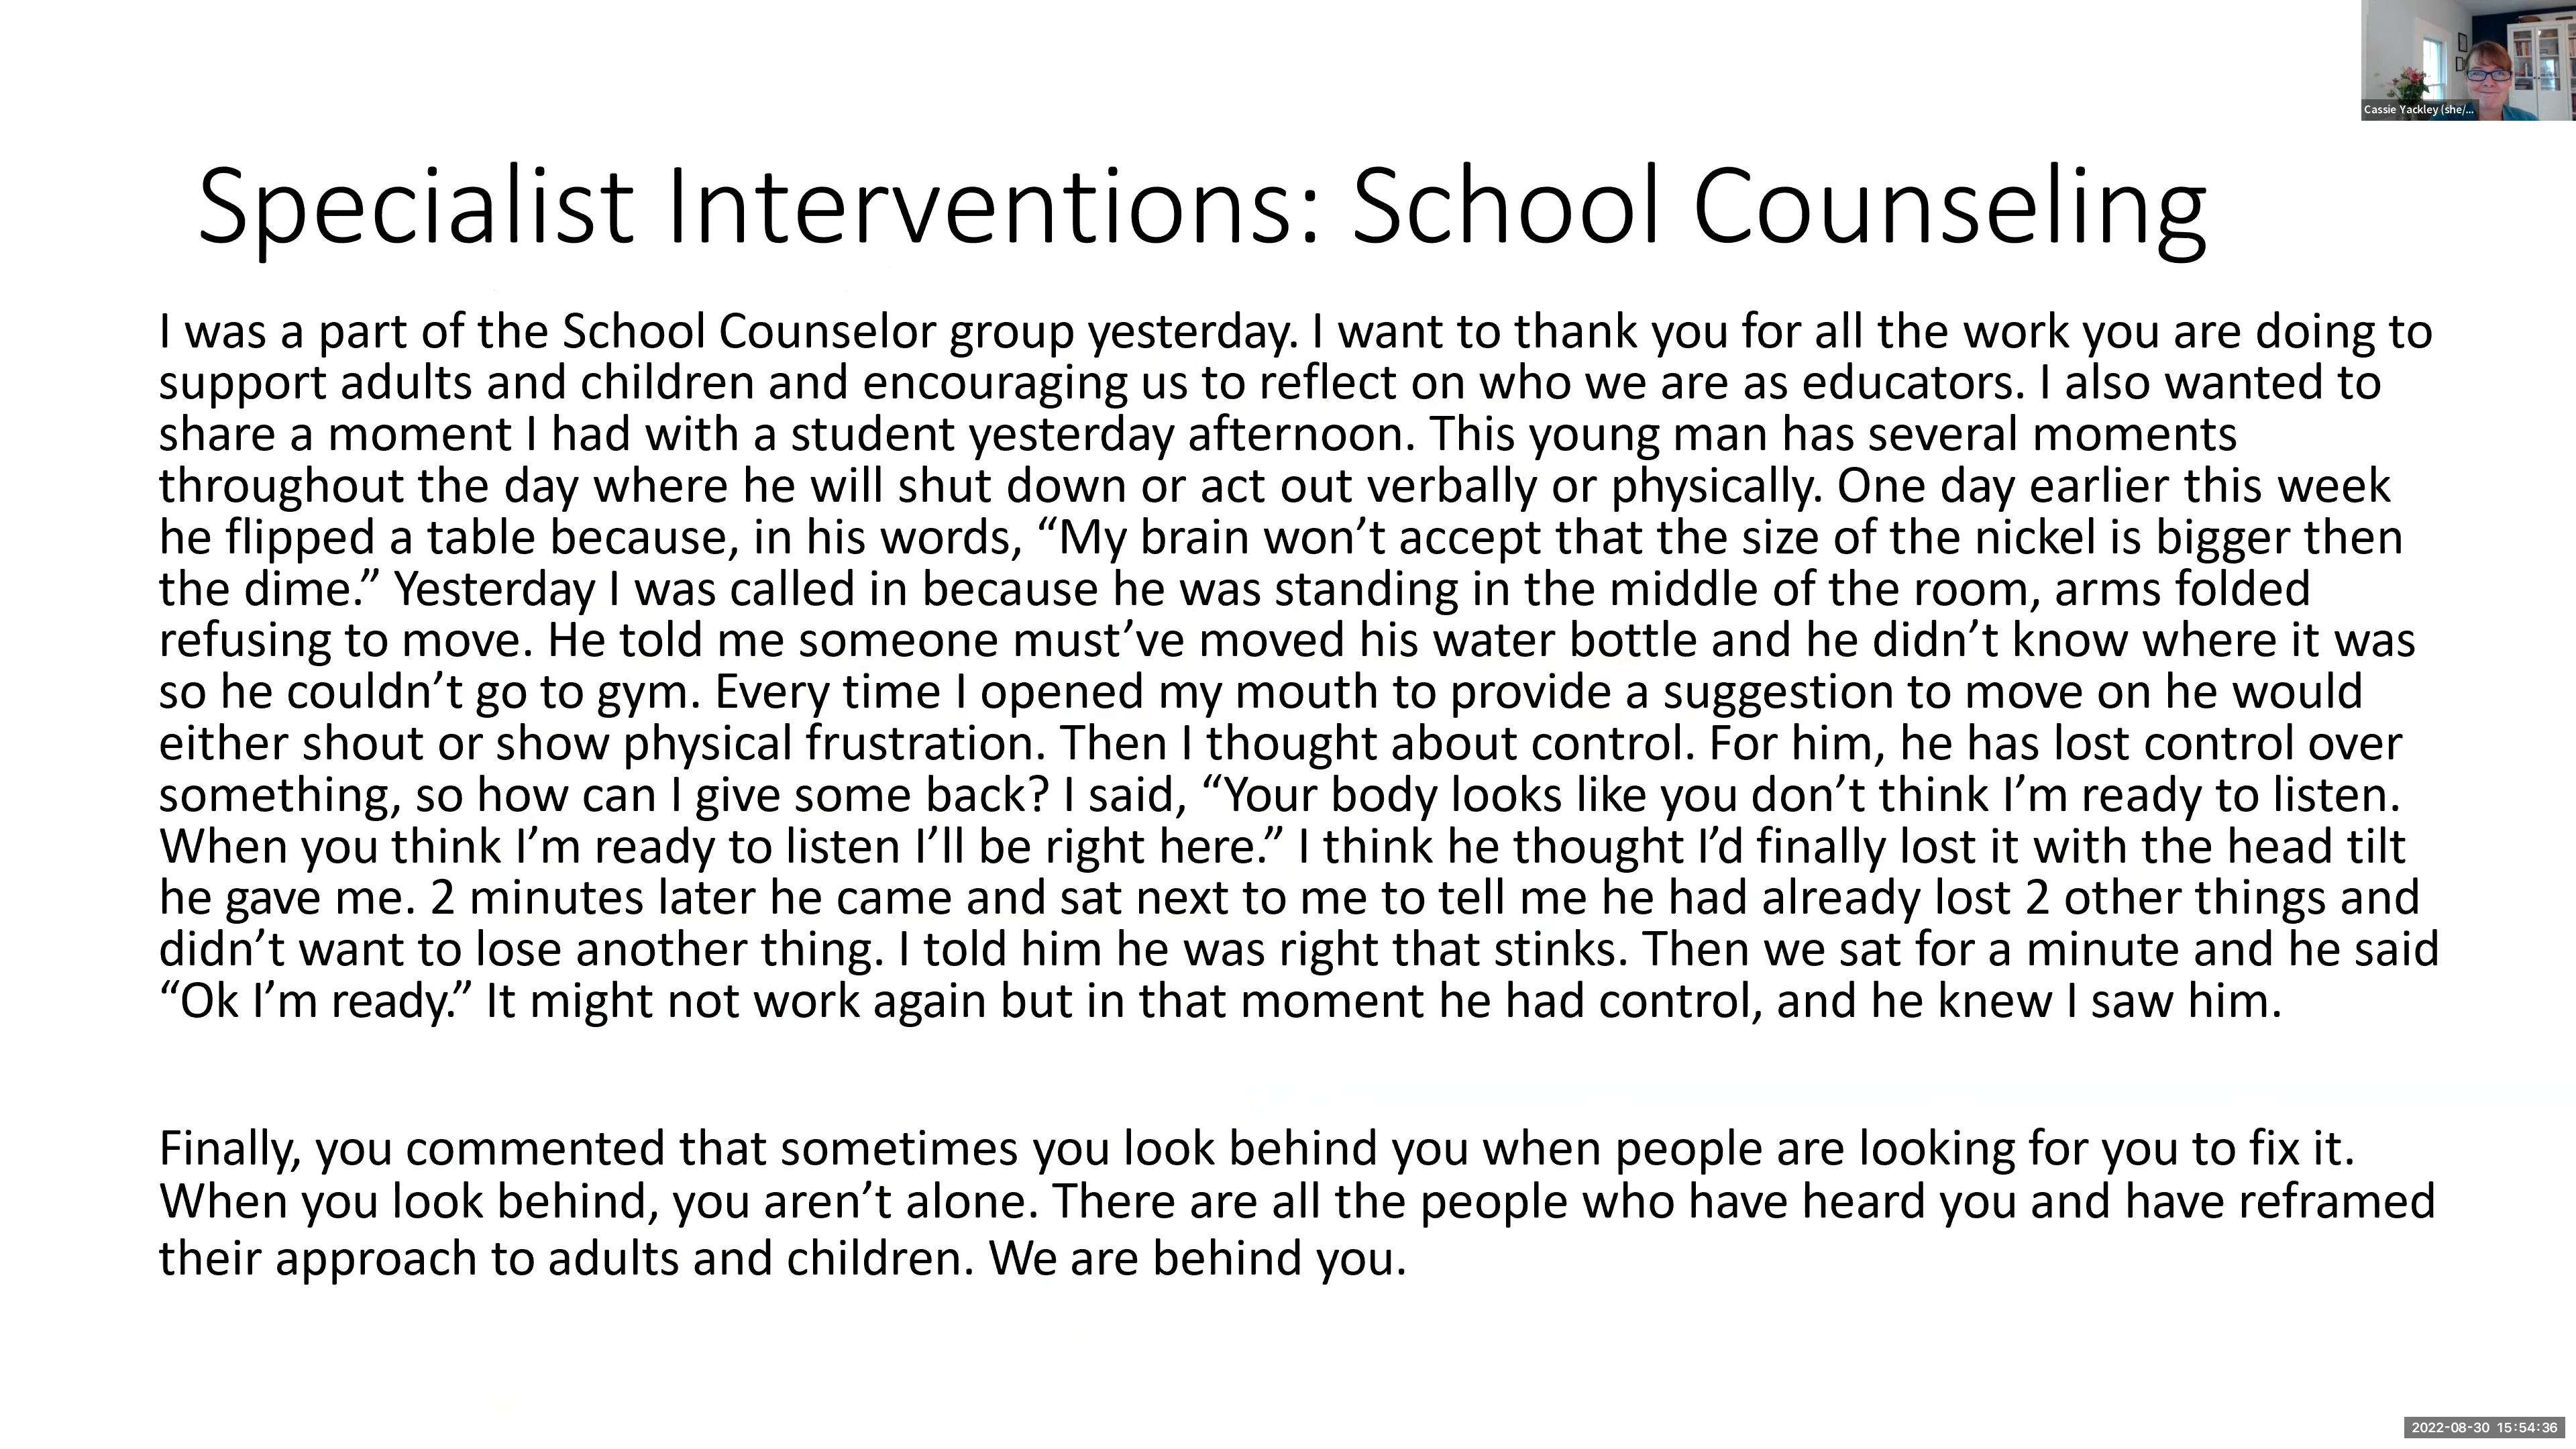 Cassie Yackley (she/...
Specialist Interventions: School Counseling
I was a part of the School Counselor group yesterday. I want to thank you for all the work you are doing to
support adults and children and encouraging us to reflect on who we are as educators. I also wanted to
share a moment I had with a student yesterday afternoon. This young man has several moments
throughout the day where he will shut down or act out verbally or physically. One day earlier this week
he flipped a table because, in his words, “My brain won’t accept that the size of the nickel is bigger then
the dime.” Yesterday I was called in because he was standing in the middle of the room, arms folded
refusing to move. He told me someone must’ve moved his water bottle and he didn’t know where it was
so he couldn’t go to gym. Every time I opened my mouth to provide a suggestion to move on he would
either shout or show physical frustration. Then I thought about control. For him, he has lost control over
something, so how can I give some back? I said, “Your body looks like you don’t think I’m ready to listen.
When you think I’m ready to listen I’ll be right here.” I think he thought I’d finally lost it with the head tilt
he gave me. 2 minutes later he came and sat next to me to tell me he had already lost 2 other things and
didn’t want to lose another thing. I told him he was right that stinks. Then we sat for a minute and he said
“Ok I’m ready.” It might not work again but in that moment he had control, and he knew I saw him.
Finally, you commented that sometimes you look behind you when people are looking for you to fix it.
When you look behind, you aren’t alone. There are all the people who have heard you and have reframed
their approach to adults and children. We are behind you.
2022-08-30 15:54:36